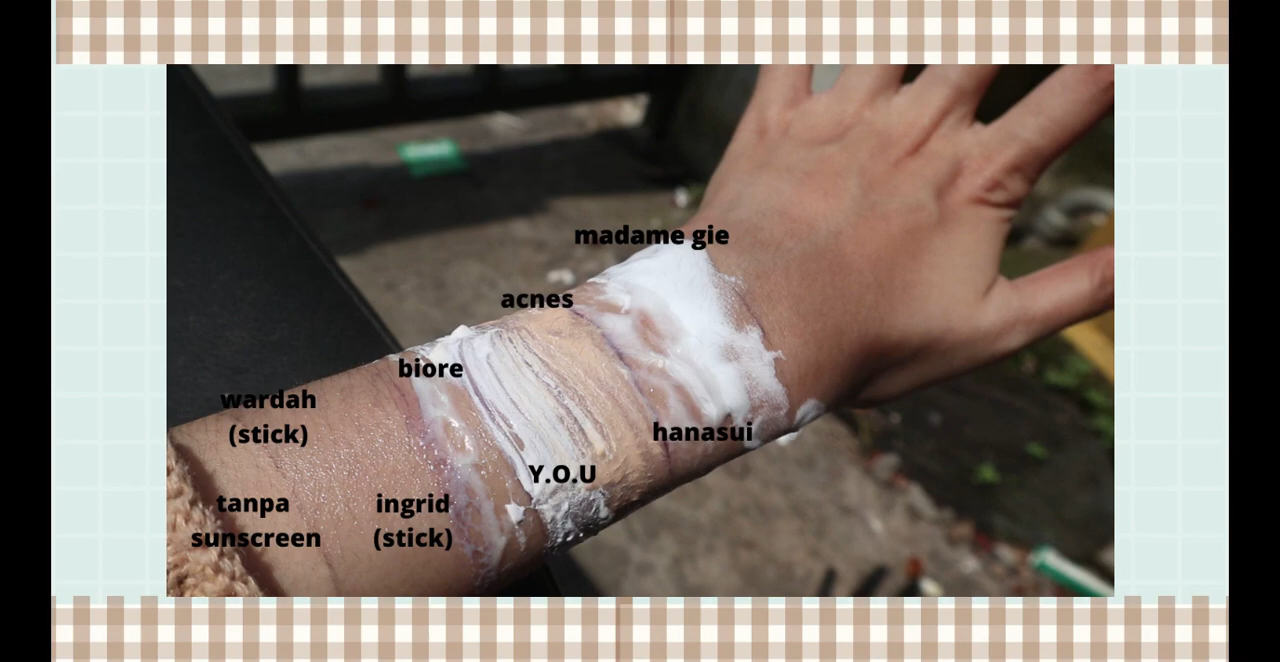 madame gie
acnes
biore
wardah
(stick)
hanasui
Y.O.U
tanpa
sunscreen
ingrid
(stick)